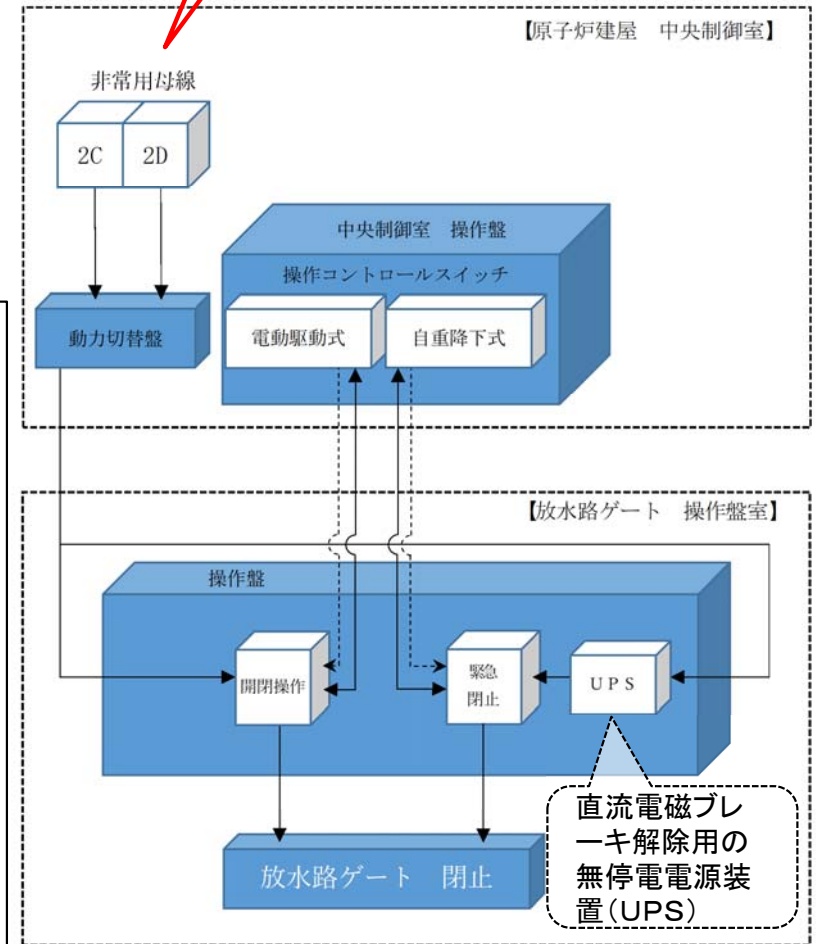 【原子炉建屋　中央制御室】
非常用母線
2C
2D
中央制御室　操作盤
操作コントロールスイッチ
動力切替盤
電動駆動式
自重降下式
【放水路ゲート　操作盤室】
操作盤
開閉操作
緊急
閉止
ＵＰＳ
直流電磁ブレ
ーキ解除用の
無停電電源装
置(UPS)
放水路ゲート　閉止